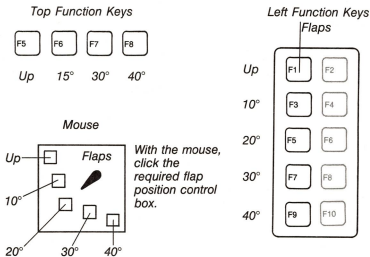 Top Function Keys
F5 F6 F7 F8
Up 15° 30° 40°
Mouse
Up
Flaps
10°
20° 30° 40°
With the mouse,
click the
required flap
position control
box.
Left Function Keys
Flaps
Up F1 F2
10° F3 F4
20° F5 F6
30° F7 F8
40° F9 F10